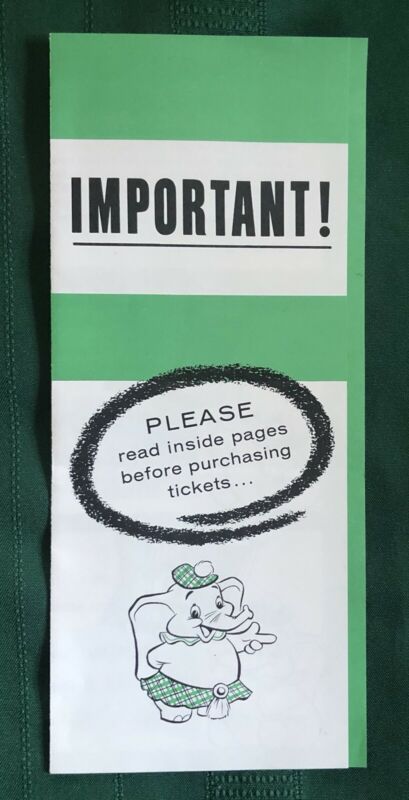 IMPORTANT!
PLEASE
read inside pages
before purchasing
tickets...